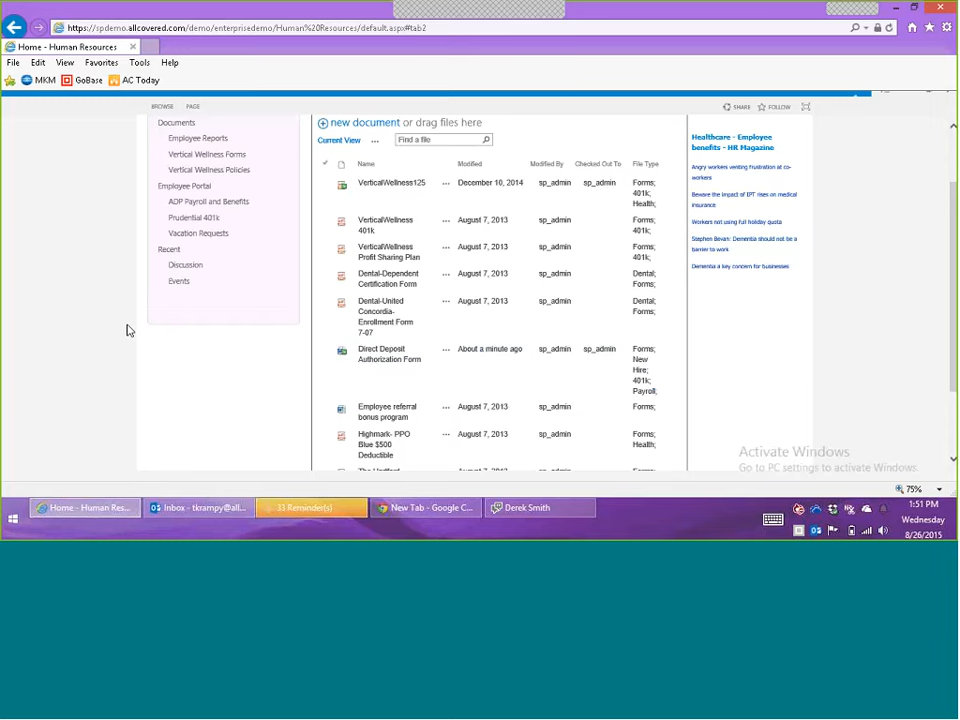 https://spdemo.allcovered.com/demo/enterprisedemo/Human%20Resources/default.aspx#tab2
Home - Human Resources
File Edit View Favorites Tools Help
MKM GoBase AC Today
BROWSE PAGE SHARE FOLLOW
Documents
Employee Reports
Vertical Wellness Forms
Vertical Wellness Policies
Employee Portal
ADP Payroll and Benefits
Prudential 401k
Vacation Requests
Recent
Discussion
Events
new document or drag files here
Current View ... Find a file
Name Modified Modified By Checked Out To File Type
VerticalWellness125 ... December 10, 2014 sp_admin sp_admin Forms;
401k;
Health;
VerticalWellness ... August 7, 2013 sp_admin Forms;
401k 401k;
VerticalWellness ... August 7, 2013 sp_admin Forms;
Profit Sharing Plan 401k;
Dental-Dependent ... August 7, 2013 sp_admin Dental;
Certification Form Forms;
Dental-United ... August 7, 2013 sp_admin Dental;
Concordia- Forms;
Enrollment Form
7-07
Direct Deposit ... About a minute ago sp_admin sp_admin Forms;
Authorization Form New
Hire;
401k;
Payroll;
Employee referral ... August 7, 2013 sp_admin Forms;
bonus program
Highmark- PPO ... August 7, 2013 sp_admin Forms;
Blue $500 Health;
Deductible
Healthcare - Employee
benefits - HR Magazine
Angry workers venting frustration at co-
workers
Beware the impact of IPT rises on medical
insurance
Workers not using full holiday quota
Stephen Bevan: Dementia should not be a
barrier to work
Dementia a key concern for businesses
Activate Windows
Go to PC settings to activate Windows.
75%
Home - Human Res... Inbox - tkrampy@all... 33 Reminder(s) New Tab - Google C... Derek Smith
1:51 PM
Wednesday
8/26/2015